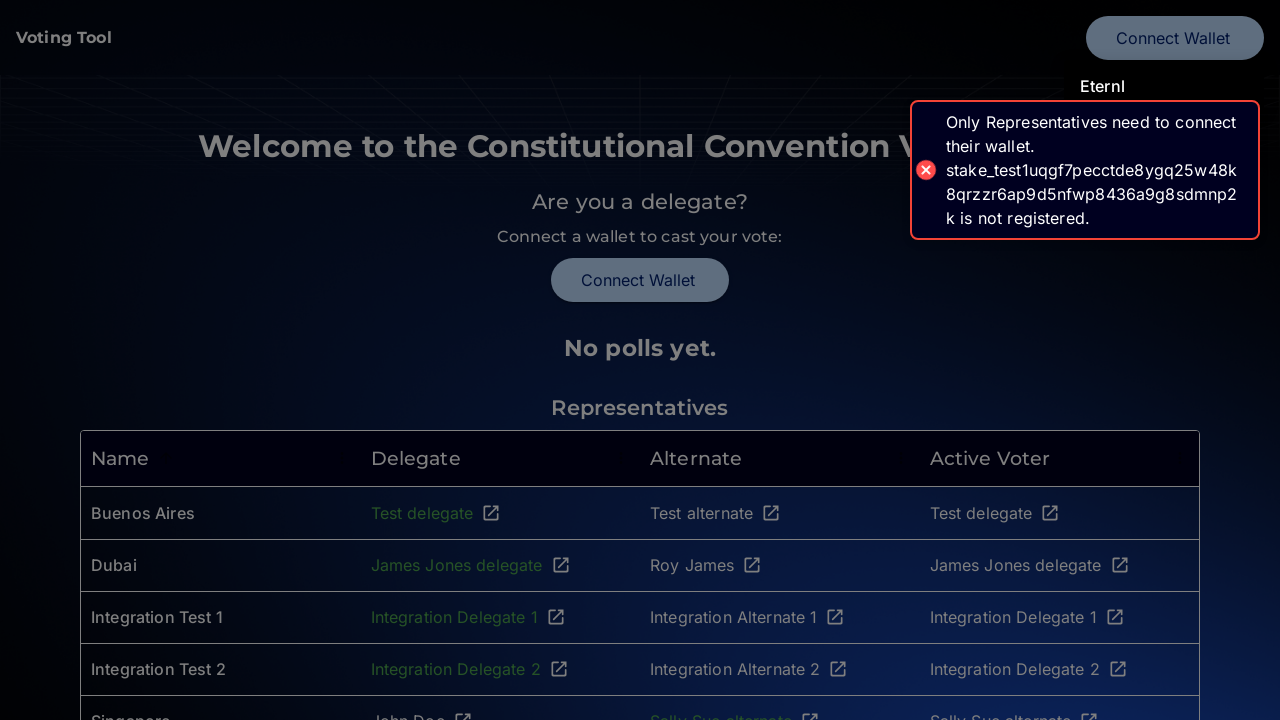 Voting Tool
Connect Wallet
Eternl
Only Representatives need to connect
their wallet.
stake_test1uqgf7pecctde8ygq25w48k
8qrzzr6ap9d5nfwp8436a9g8sdmnp2
k is not registered.
Welcome to the Constitutional Convention
Are you a delegate?
Connect a wallet to cast your vote:
Connect Wallet
No polls yet.
Representatives
Name Delegate Alternate Active Voter
Buenos Aires Test delegate Test alternate Test delegate
Dubai James Jones delegate Roy James James Jones delegate
Integration Test 1 Integration Delegate 1 Integration Alternate 1 Integration Delegate 1
Integration Test 2 Integration Delegate 2 Integration Alternate 2 Integration Delegate 2
Singapore John Doe Sally Sue alternate Sally Sue alternate